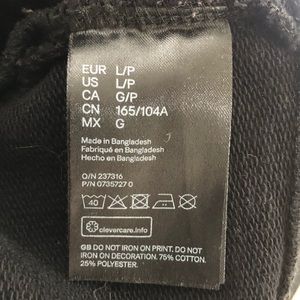 EUR L/P
US L/P
CA G/P
CN 165/104A
MX G
Made in Bangladesh
Fabriqué en Bangladesh
Hecho en Bangladesh
O/N 237316
P/N 0735727 0
40
clevercare.info
GB DO NOT IRON ON PRINT. DO NOT
IRON ON DECORATION. 75% COTTON.
25% POLYESTER.